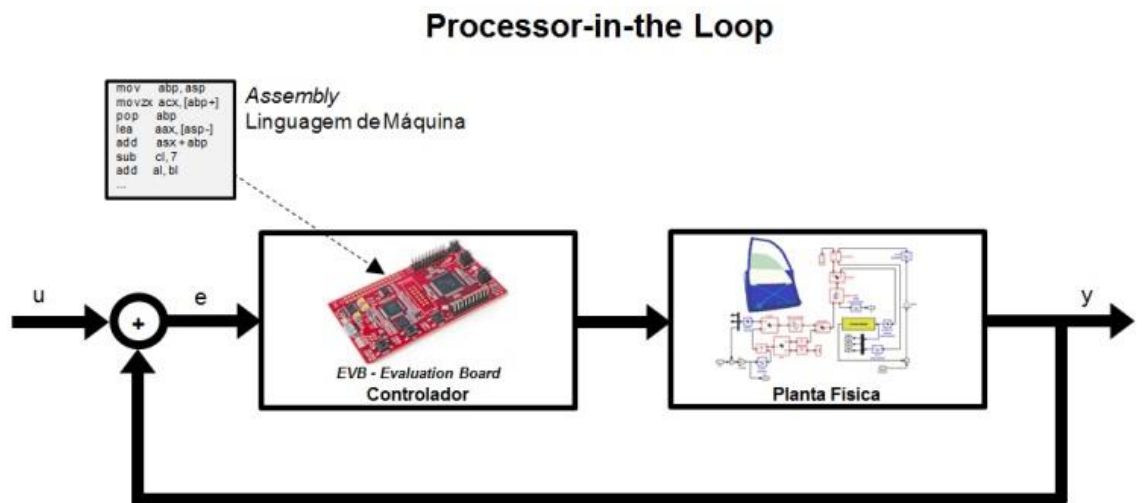 Processor-in-the Loop
mov abp, asp
movzx acx, [abp+]
pop abp
lea aax, [asp-]
add asx + abp
sub cl, 7
add al, bl
...
Assembly
Linguagem de Máquina
u
+
e
y
EVB - Evaluation Board
Controlador
Planta Física